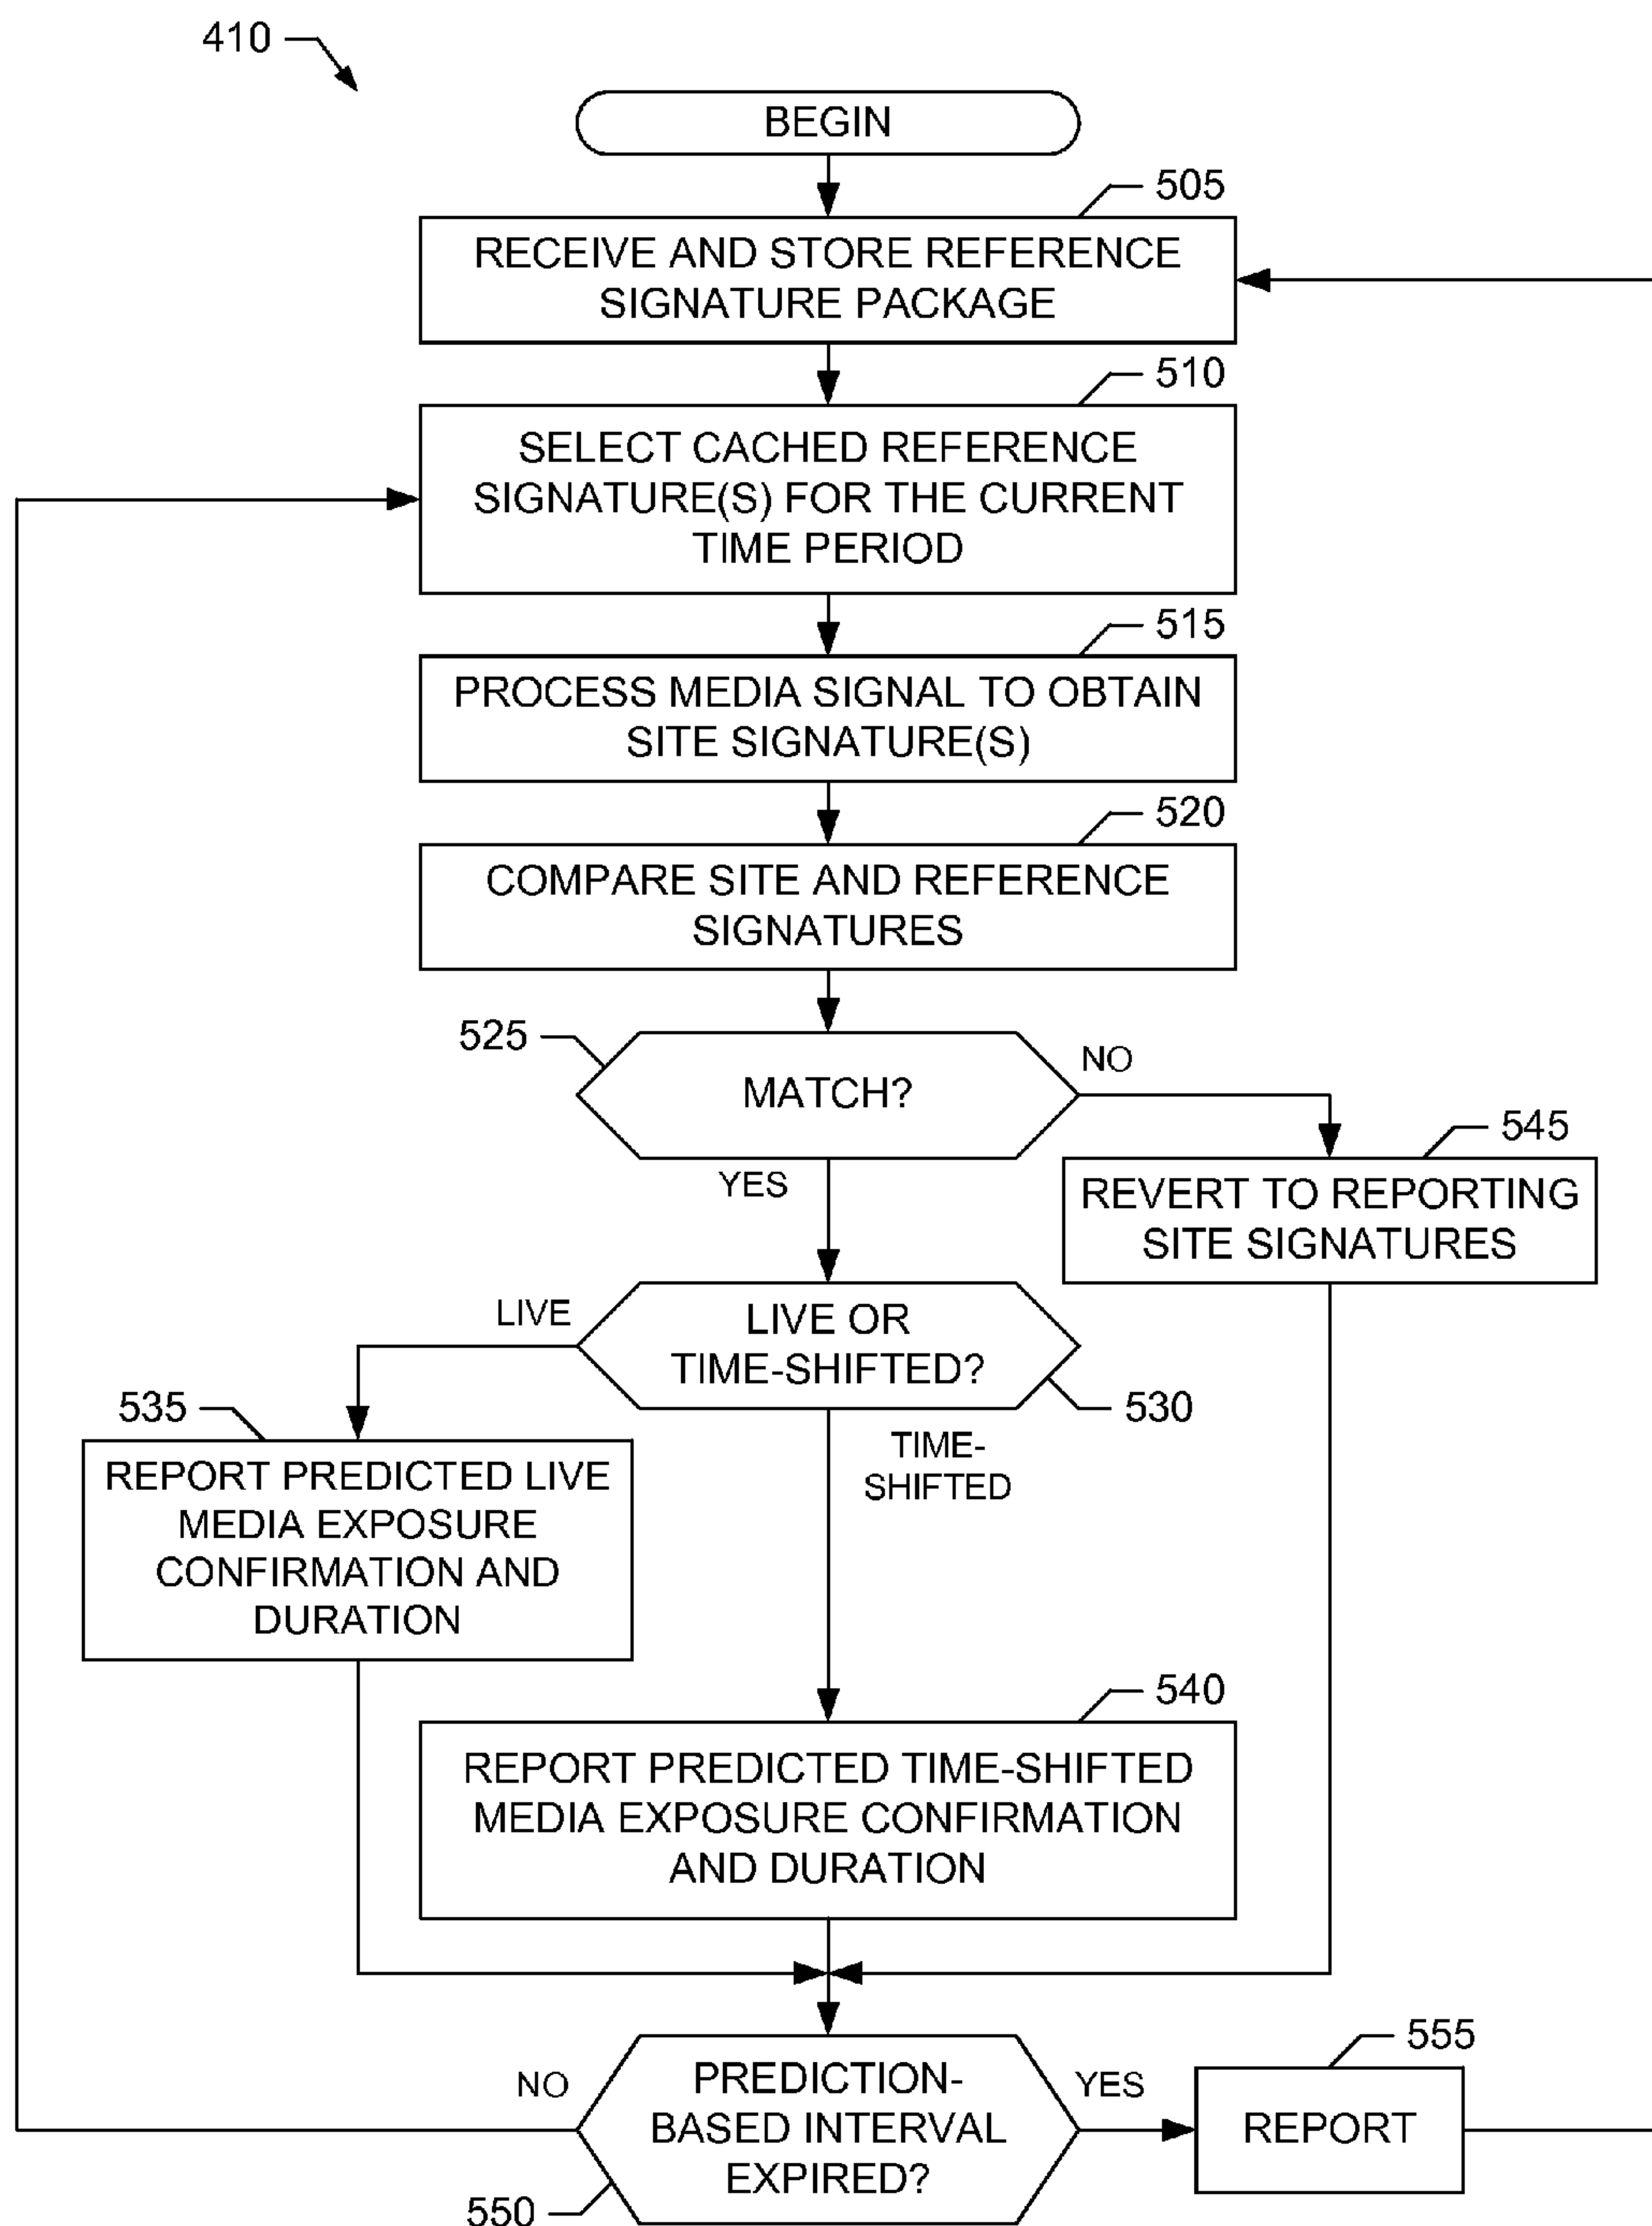 410
BEGIN
505
RECEIVE AND STORE REFERENCE
SIGNATURE PACKAGE
510
SELECT CACHED REFERENCE
SIGNATURE(S) FOR THE CURRENT
TIME PERIOD
515
PROCESS MEDIA SIGNAL TO OBTAIN
SITE SIGNATURE(S)
520
COMPARE SITE AND REFERENCE
SIGNATURES
525
MATCH?
NO
YES
545
REVERT TO REPORTING
SITE SIGNATURES
LIVE
LIVE OR
TIME-SHIFTED?
530
TIME-
SHIFTED
535
REPORT PREDICTED LIVE
MEDIA EXPOSURE
CONFIRMATION AND
DURATION
540
REPORT PREDICTED TIME-SHIFTED
MEDIA EXPOSURE CONFIRMATION
AND DURATION
NO
PREDICTION-
BASED INTERVAL
EXPIRED?
550
YES
555
REPORT